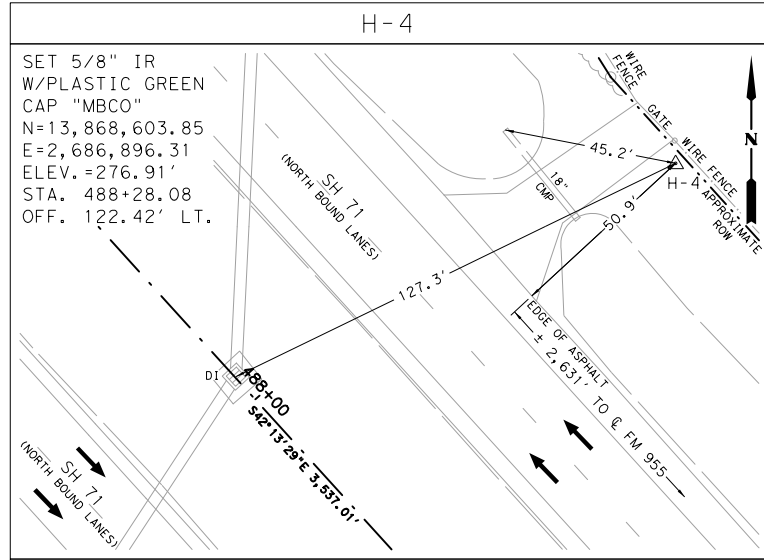 H-4
SET 5/8" IR
W/PLASTIC GREEN
CAP "MBCO"
N=13,868,603.85
E=2,686,896.31
ELEV.=276.91'
STA. 488+28.08
OFF. 122.42' LT.
WIRE
FENCE
GATE
WIRE FENCE
APPROXIMATE
ROW
N
H-4
45.2'
50.9'
127.3'
18"
CMP
SH 71
(NORTH BOUND LANES)
EDGE OF ASPHALT
± 2,631' TO ℄ FM 955
DI
488+00
S42°13'29"E 3,537.01'
SH 71
(NORTH BOUND LANES)